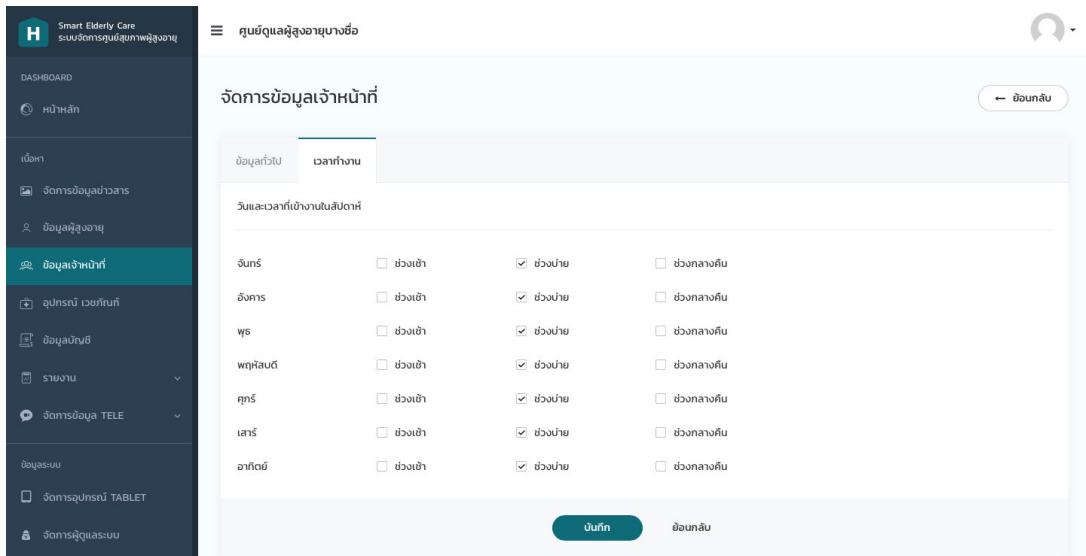 H
Smart Elderly Care
ระบบจัดการศูนย์สุขภาพผู้สูงอายุ
ศูนย์ดูแลผู้สูงอายุบางซื่อ
DASHBOARD
หน้าหลัก
เนื้อหา
จัดการข้อมูลข่าวสาร
ข้อมูลผู้สูงอายุ
ข้อมูลเจ้าหน้าที่
อุปกรณ์ เวชภัณฑ์
ข้อมูลบัญชี
รายงาน
จัดการข้อมูล TELE
ข้อมูลระบบ
จัดการอุปกรณ์ TABLET
จัดการผู้ดูแลระบบ
จัดการข้อมูลเจ้าหน้าที่
← ย้อนกลับ
ข้อมูลทั่วไป เวลาทำงาน
วันและเวลาที่เข้างานในสัปดาห์
จันทร์ ช่วงเช้า ช่วงบ่าย ช่วงกลางคืน
อังคาร ช่วงเช้า ช่วงบ่าย ช่วงกลางคืน
พุธ ช่วงเช้า ช่วงบ่าย ช่วงกลางคืน
พฤหัสบดี ช่วงเช้า ช่วงบ่าย ช่วงกลางคืน
ศุกร์ ช่วงเช้า ช่วงบ่าย ช่วงกลางคืน
เสาร์ ช่วงเช้า ช่วงบ่าย ช่วงกลางคืน
อาทิตย์ ช่วงเช้า ช่วงบ่าย ช่วงกลางคืน
บันทึก ย้อนกลับ